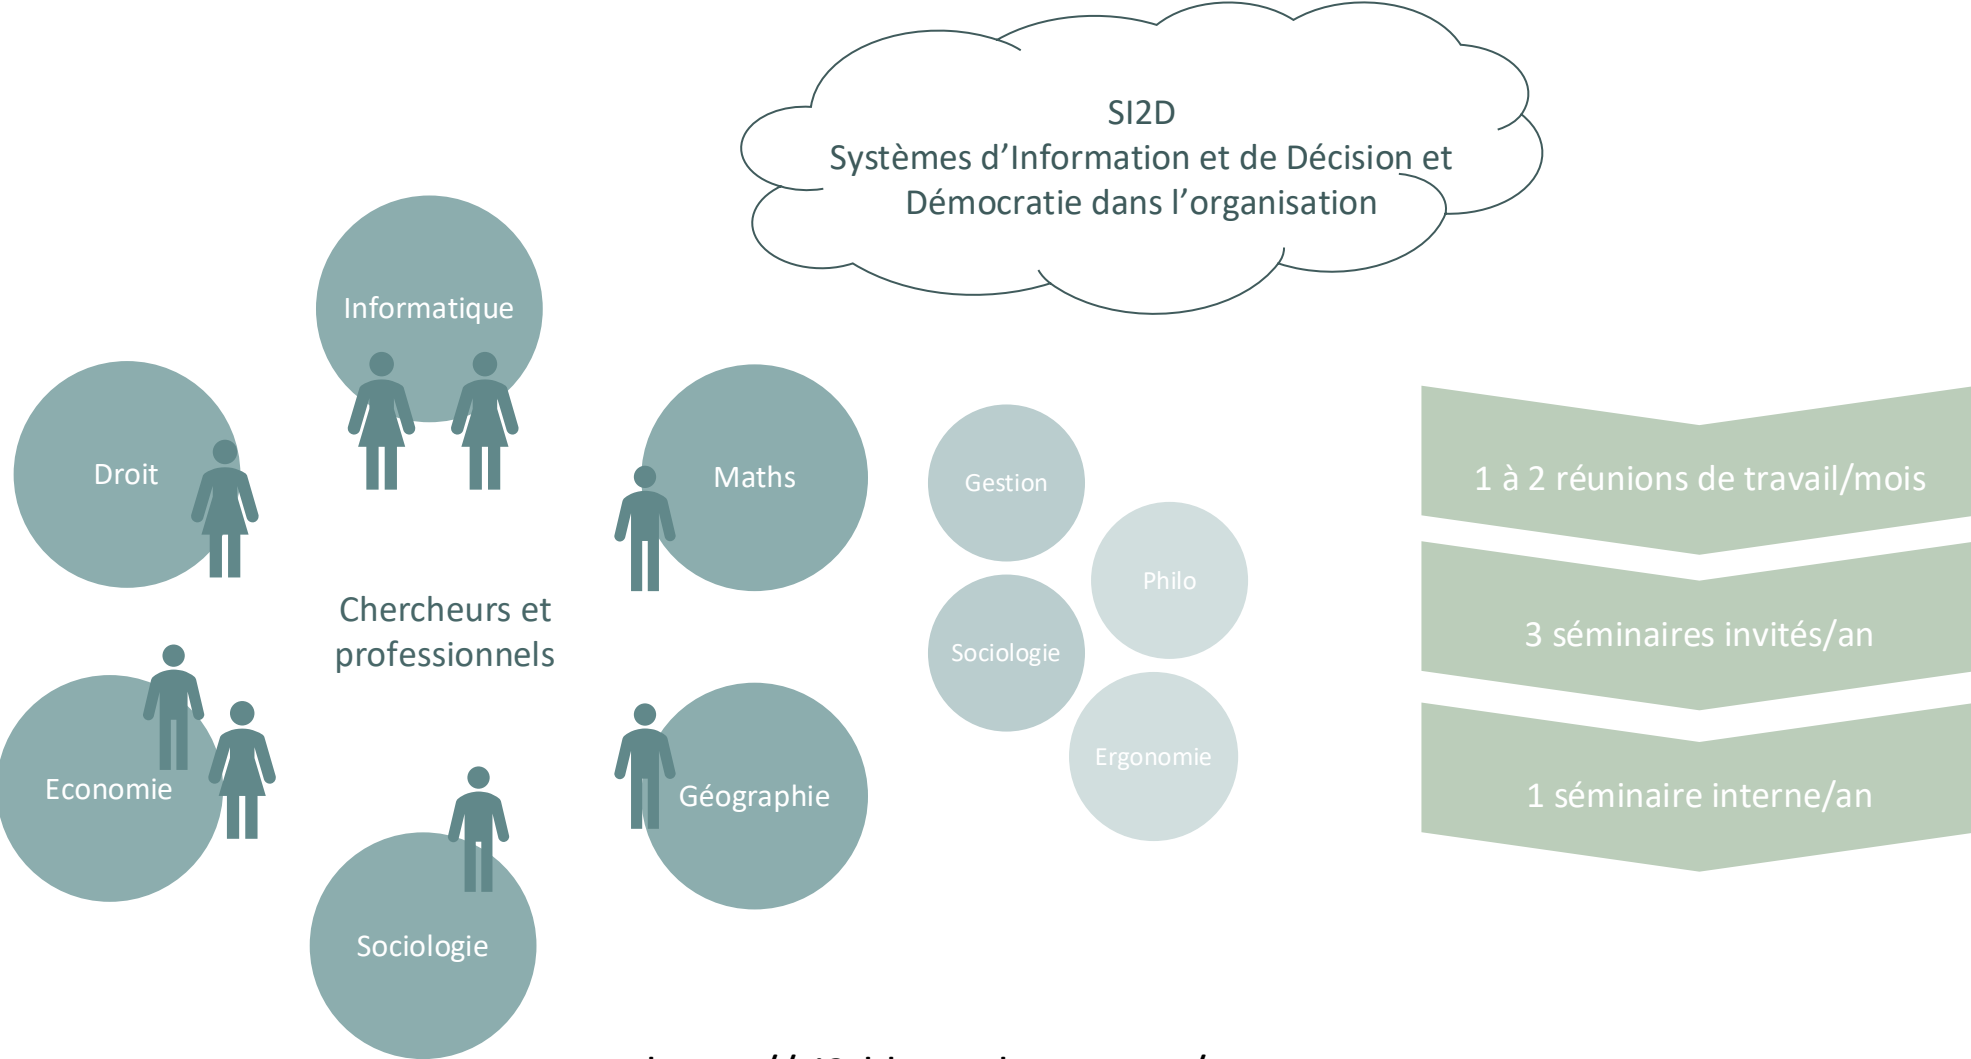 SI2D
Systèmes d’Information et de Décision et
Démocratie dans l’organisation
Informatique
Droit
Maths
Chercheurs et
professionnels
Economie
Géographie
Sociologie
Gestion
Philo
Sociologie
Ergonomie
1 à 2 réunions de travail/mois
3 séminaires invités/an
1 séminaire interne/an